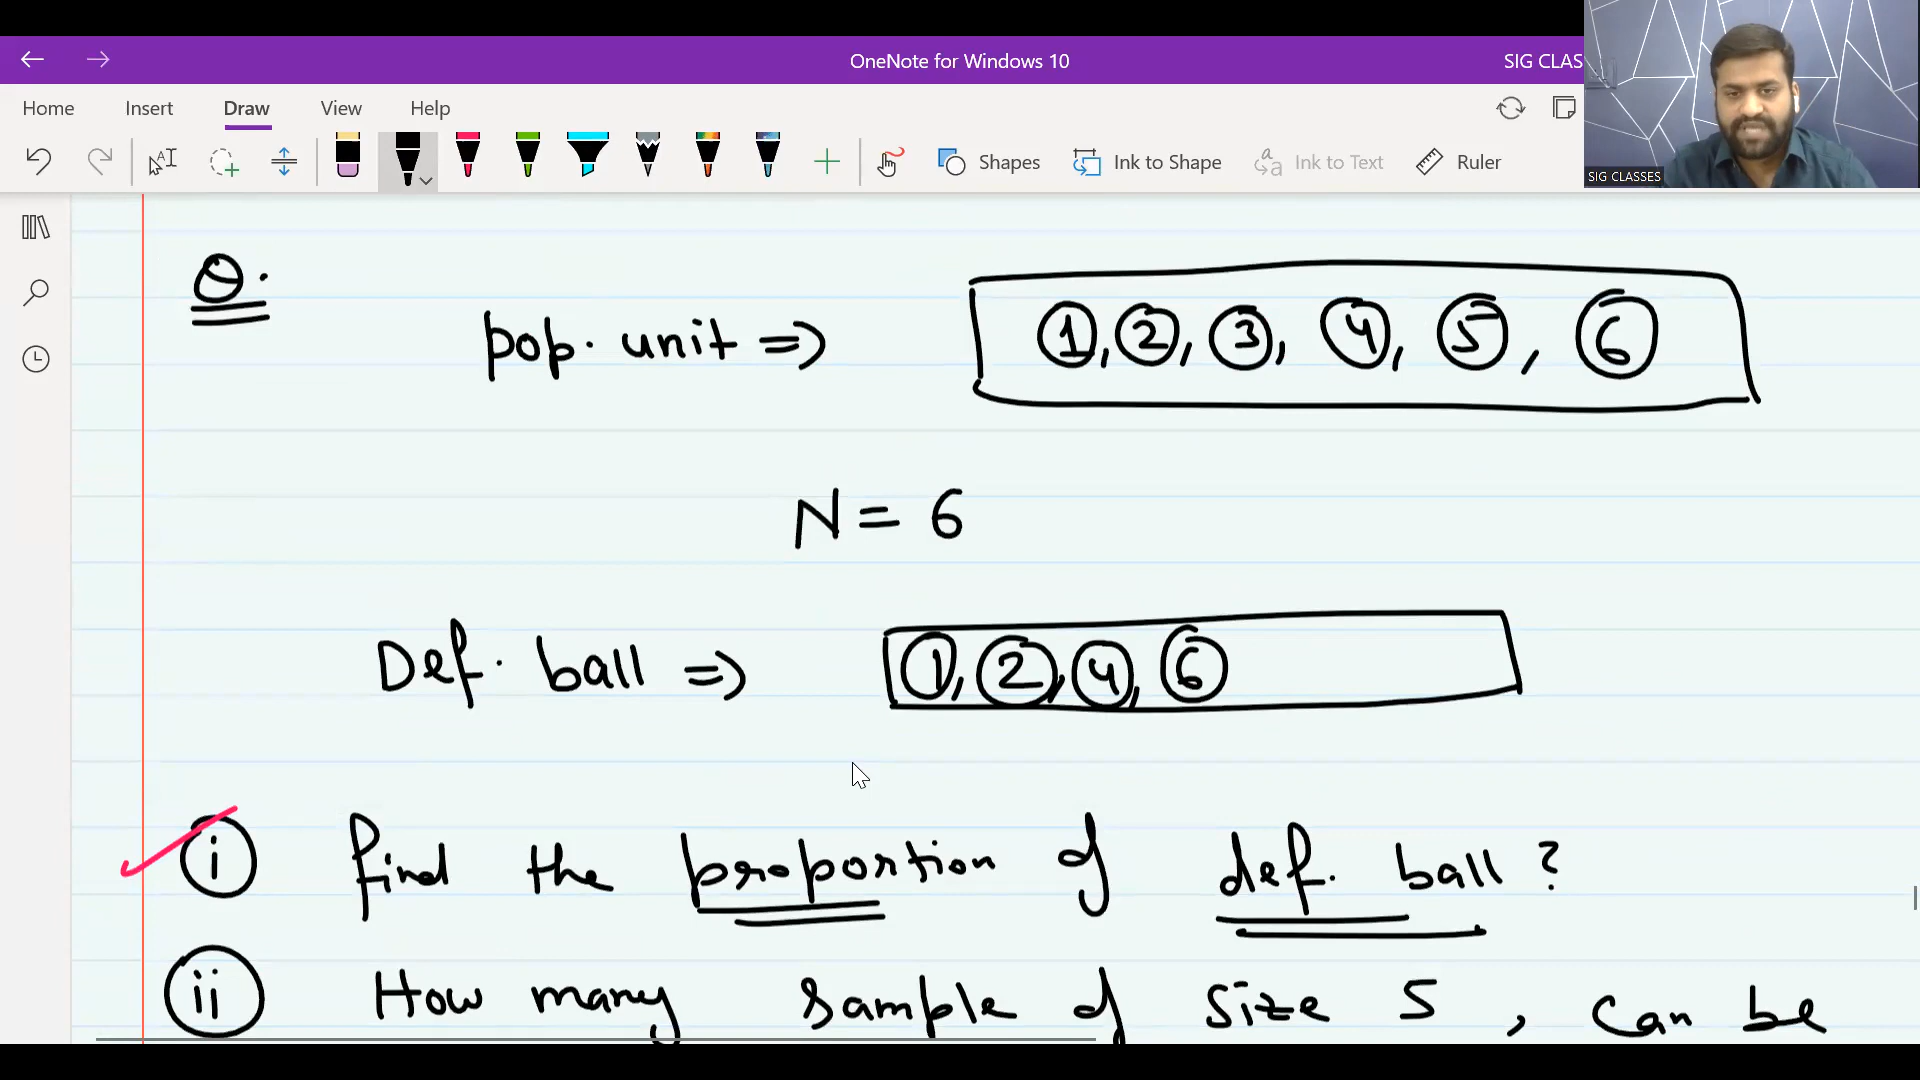 OneNote for Windows 10
SIG CLAS
Home Insert Draw View Help
Shapes Ink to Shape Ink to Text Ruler
SIG CLASSES
Q.
pop. unit => 1, 2, 3, 4, 5, 6
N = 6
Def. ball => 1, 2, 4, 6
i find the proportion of def. ball ?
ii How many sample of size 5 , can be